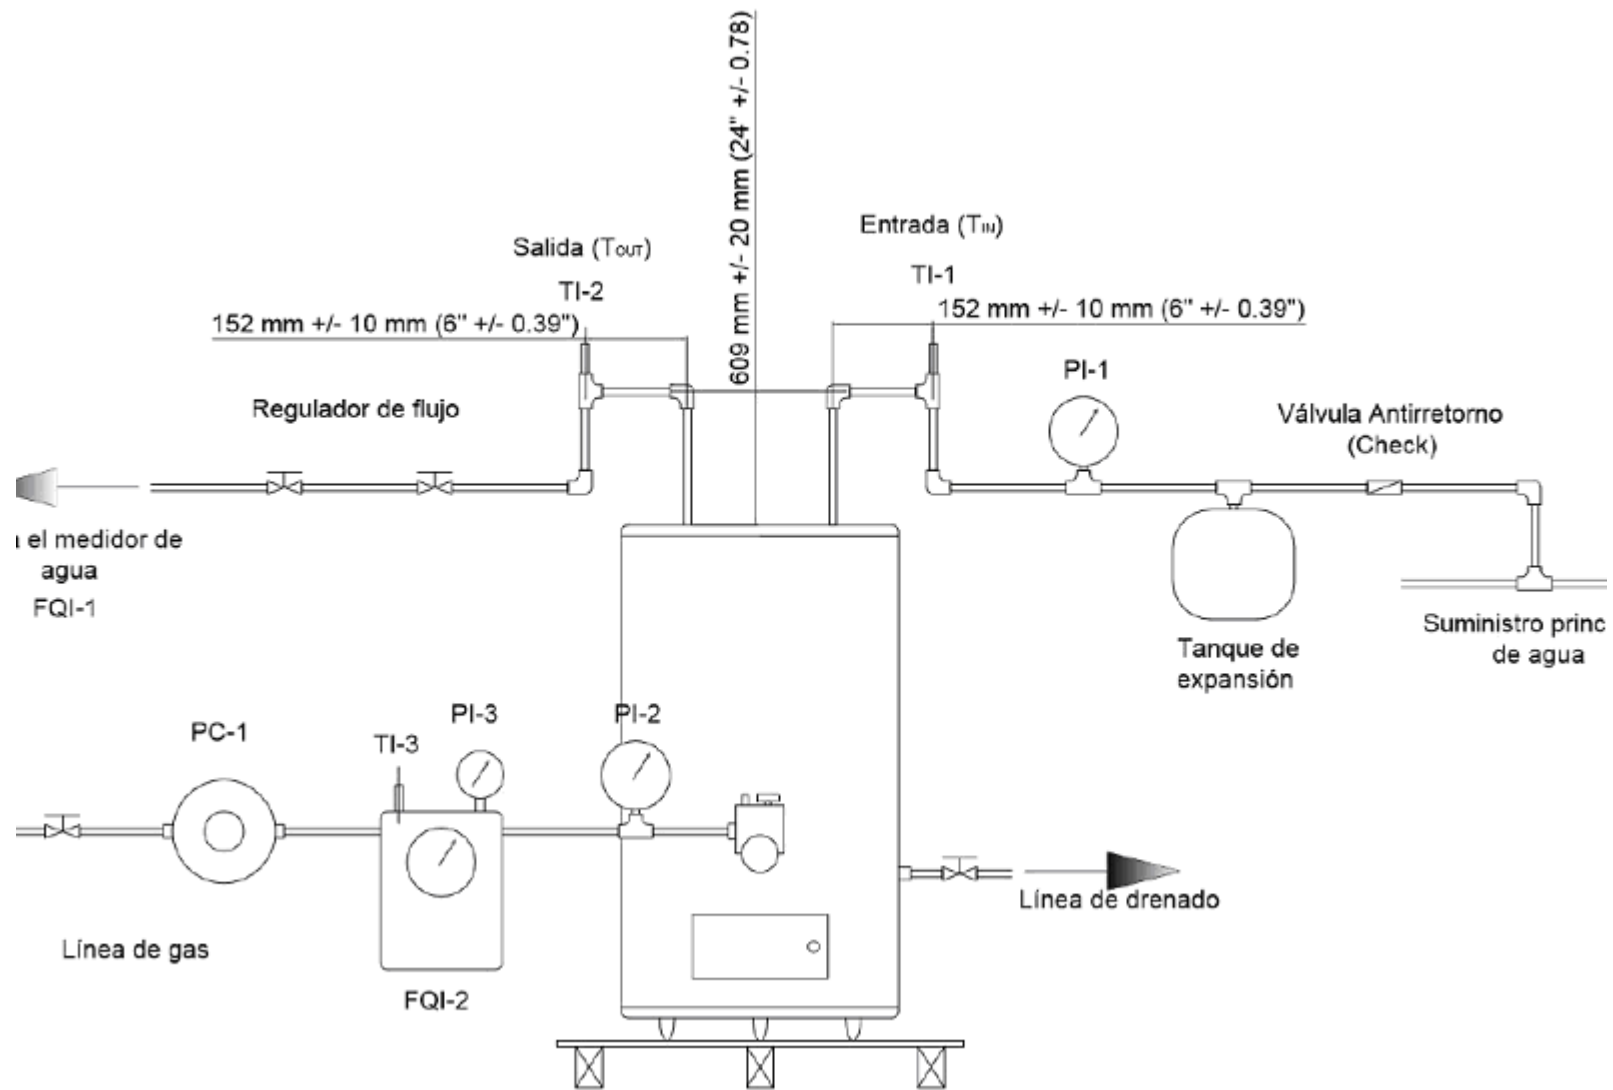 609 mm +/- 20 mm (24" +/- 0.78)
Entrada (TIN)
Salida (TOUT)
TI-1
TI-2
152 mm +/- 10 mm (6" +/- 0.39")
152 mm +/- 10 mm (6" +/- 0.39")
PI-1
Regulador de flujo
Válvula Antirretorno
(Check)
el medidor de
agua
FQI-1
Suministro princ
de agua
Tanque de
expansión
PI-3
PI-2
PC-1
TI-3
Línea de drenado
Línea de gas
FQI-2